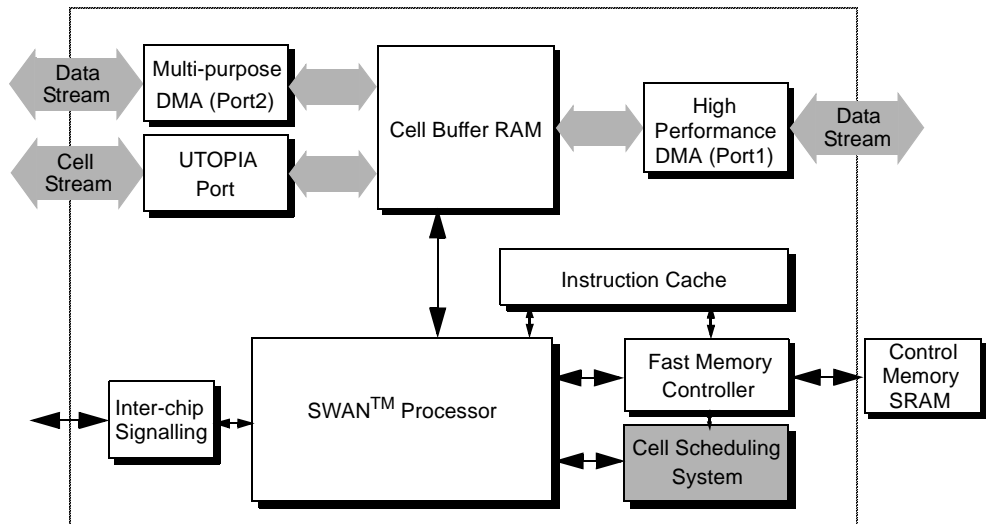 Data
Stream
Multi-purpose
DMA (Port2)
Cell
Stream
UTOPIA
Port
Cell Buffer RAM
High
Performance
DMA (Port1)
Data
Stream
Instruction Cache
Inter-chip
Signalling
SWAN™ Processor
Fast Memory
Controller
Control
Memory
SRAM
Cell Scheduling
System